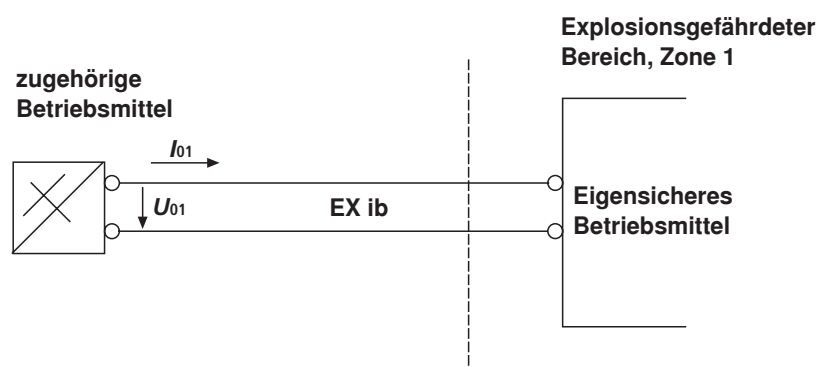 Explosionsgefährdeter
Bereich, Zone 1
zugehörige
Betriebsmittel
I01
U01
EX ib
Eigensicheres
Betriebsmittel